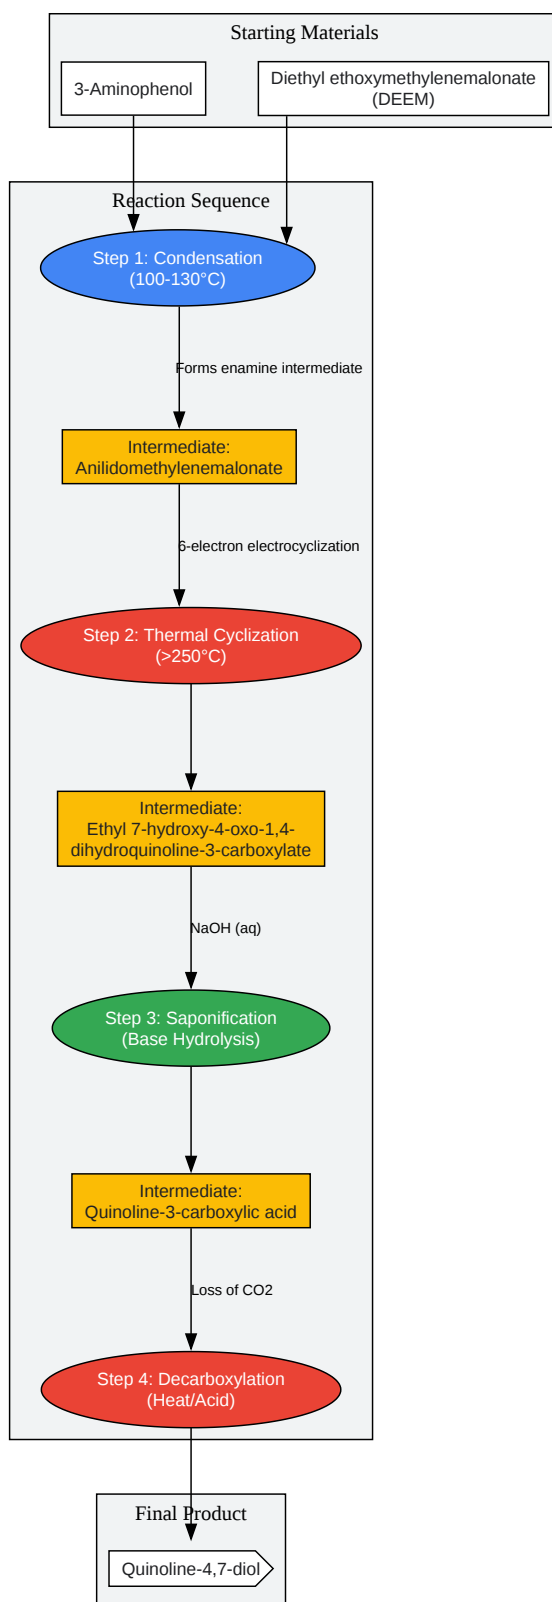 Starting Materials
3-Aminophenol
Diethyl ethoxymethylenemalonate
(DEEM)
Reaction Sequence
Step 1: Condensation
(100-130°C)
Forms enamine intermediate
Intermediate:
Anilidomethylenemalonate
6-electron electrocyclization
Step 2: Thermal Cyclization
(>250°C)
Intermediate:
Ethyl 7-hydroxy-4-oxo-1,4-
dihydroquinoline-3-carboxylate
NaOH (aq)
Step 3: Saponification
(Base Hydrolysis)
Intermediate:
Quinoline-3-carboxylic acid
Loss of CO2
Step 4: Decarboxylation
(Heat/Acid)
Final Product
Quinoline-4,7-diol